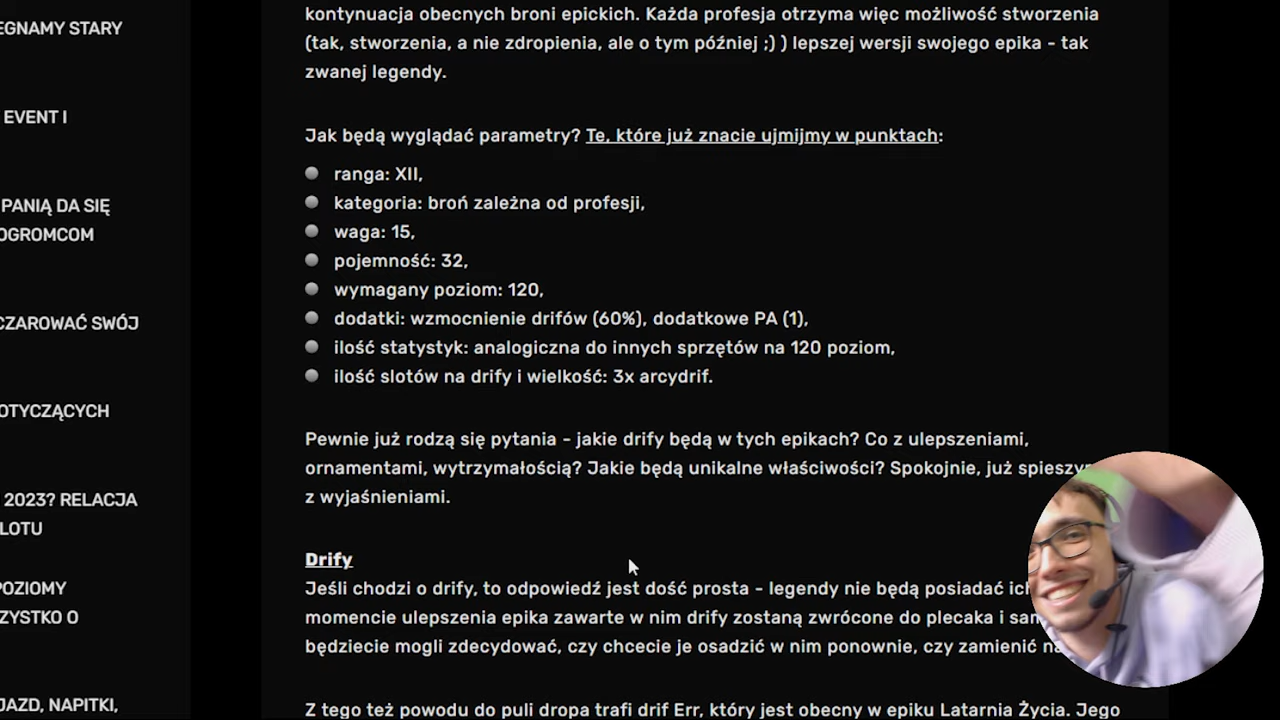 EGNAMY STARY
EVENT I
PANIĄ DA SIĘ
OGROMCOM
CZAROWAĆ SWÓJ
OTYCZĄCYCH
2023? RELACJA
LOTU
POZIOMY
ZYSTKO O
JAZD, NAPITKI,
kontynuacja obecnych broni epickich. Każda profesja otrzyma więc możliwość stworzenia
(tak, stworzenia, a nie zdropienia, ale o tym później ;) ) lepszej wersji swojego epika - tak
zwanej legendy.
Jak będą wyglądać parametry? Te, które już znacie ujmijmy w punktach:
ranga: XII,
kategoria: broń zależna od profesji,
waga: 15,
pojemność: 32,
wymagany poziom: 120,
dodatki: wzmocnienie drifów (60%), dodatkowe PA (1),
ilość statystyk: analogiczna do innych sprzętów na 120 poziom,
ilość slotów na drify i wielkość: 3x arcydrif.
Pewnie już rodzą się pytania - jakie drify będą w tych epikach? Co z ulepszeniami,
ornamentami, wytrzymałością? Jakie będą unikalne właściwości? Spokojnie, już
z wyjaśnieniami.
Drify
Jeśli chodzi o drify, to odpowiedź jest dość prosta - legendy nie będą posiadać
momencie ulepszenia epika zawarte w nim drify zostaną zwrócone do plecaka i
będziecie mogli zdecydować, czy chcecie je osadzić w nim ponownie, czy zamienić
Z tego też powodu do puli dropa trafi drif Err, który jest obecny w epiku Latarnia Życia. Jego